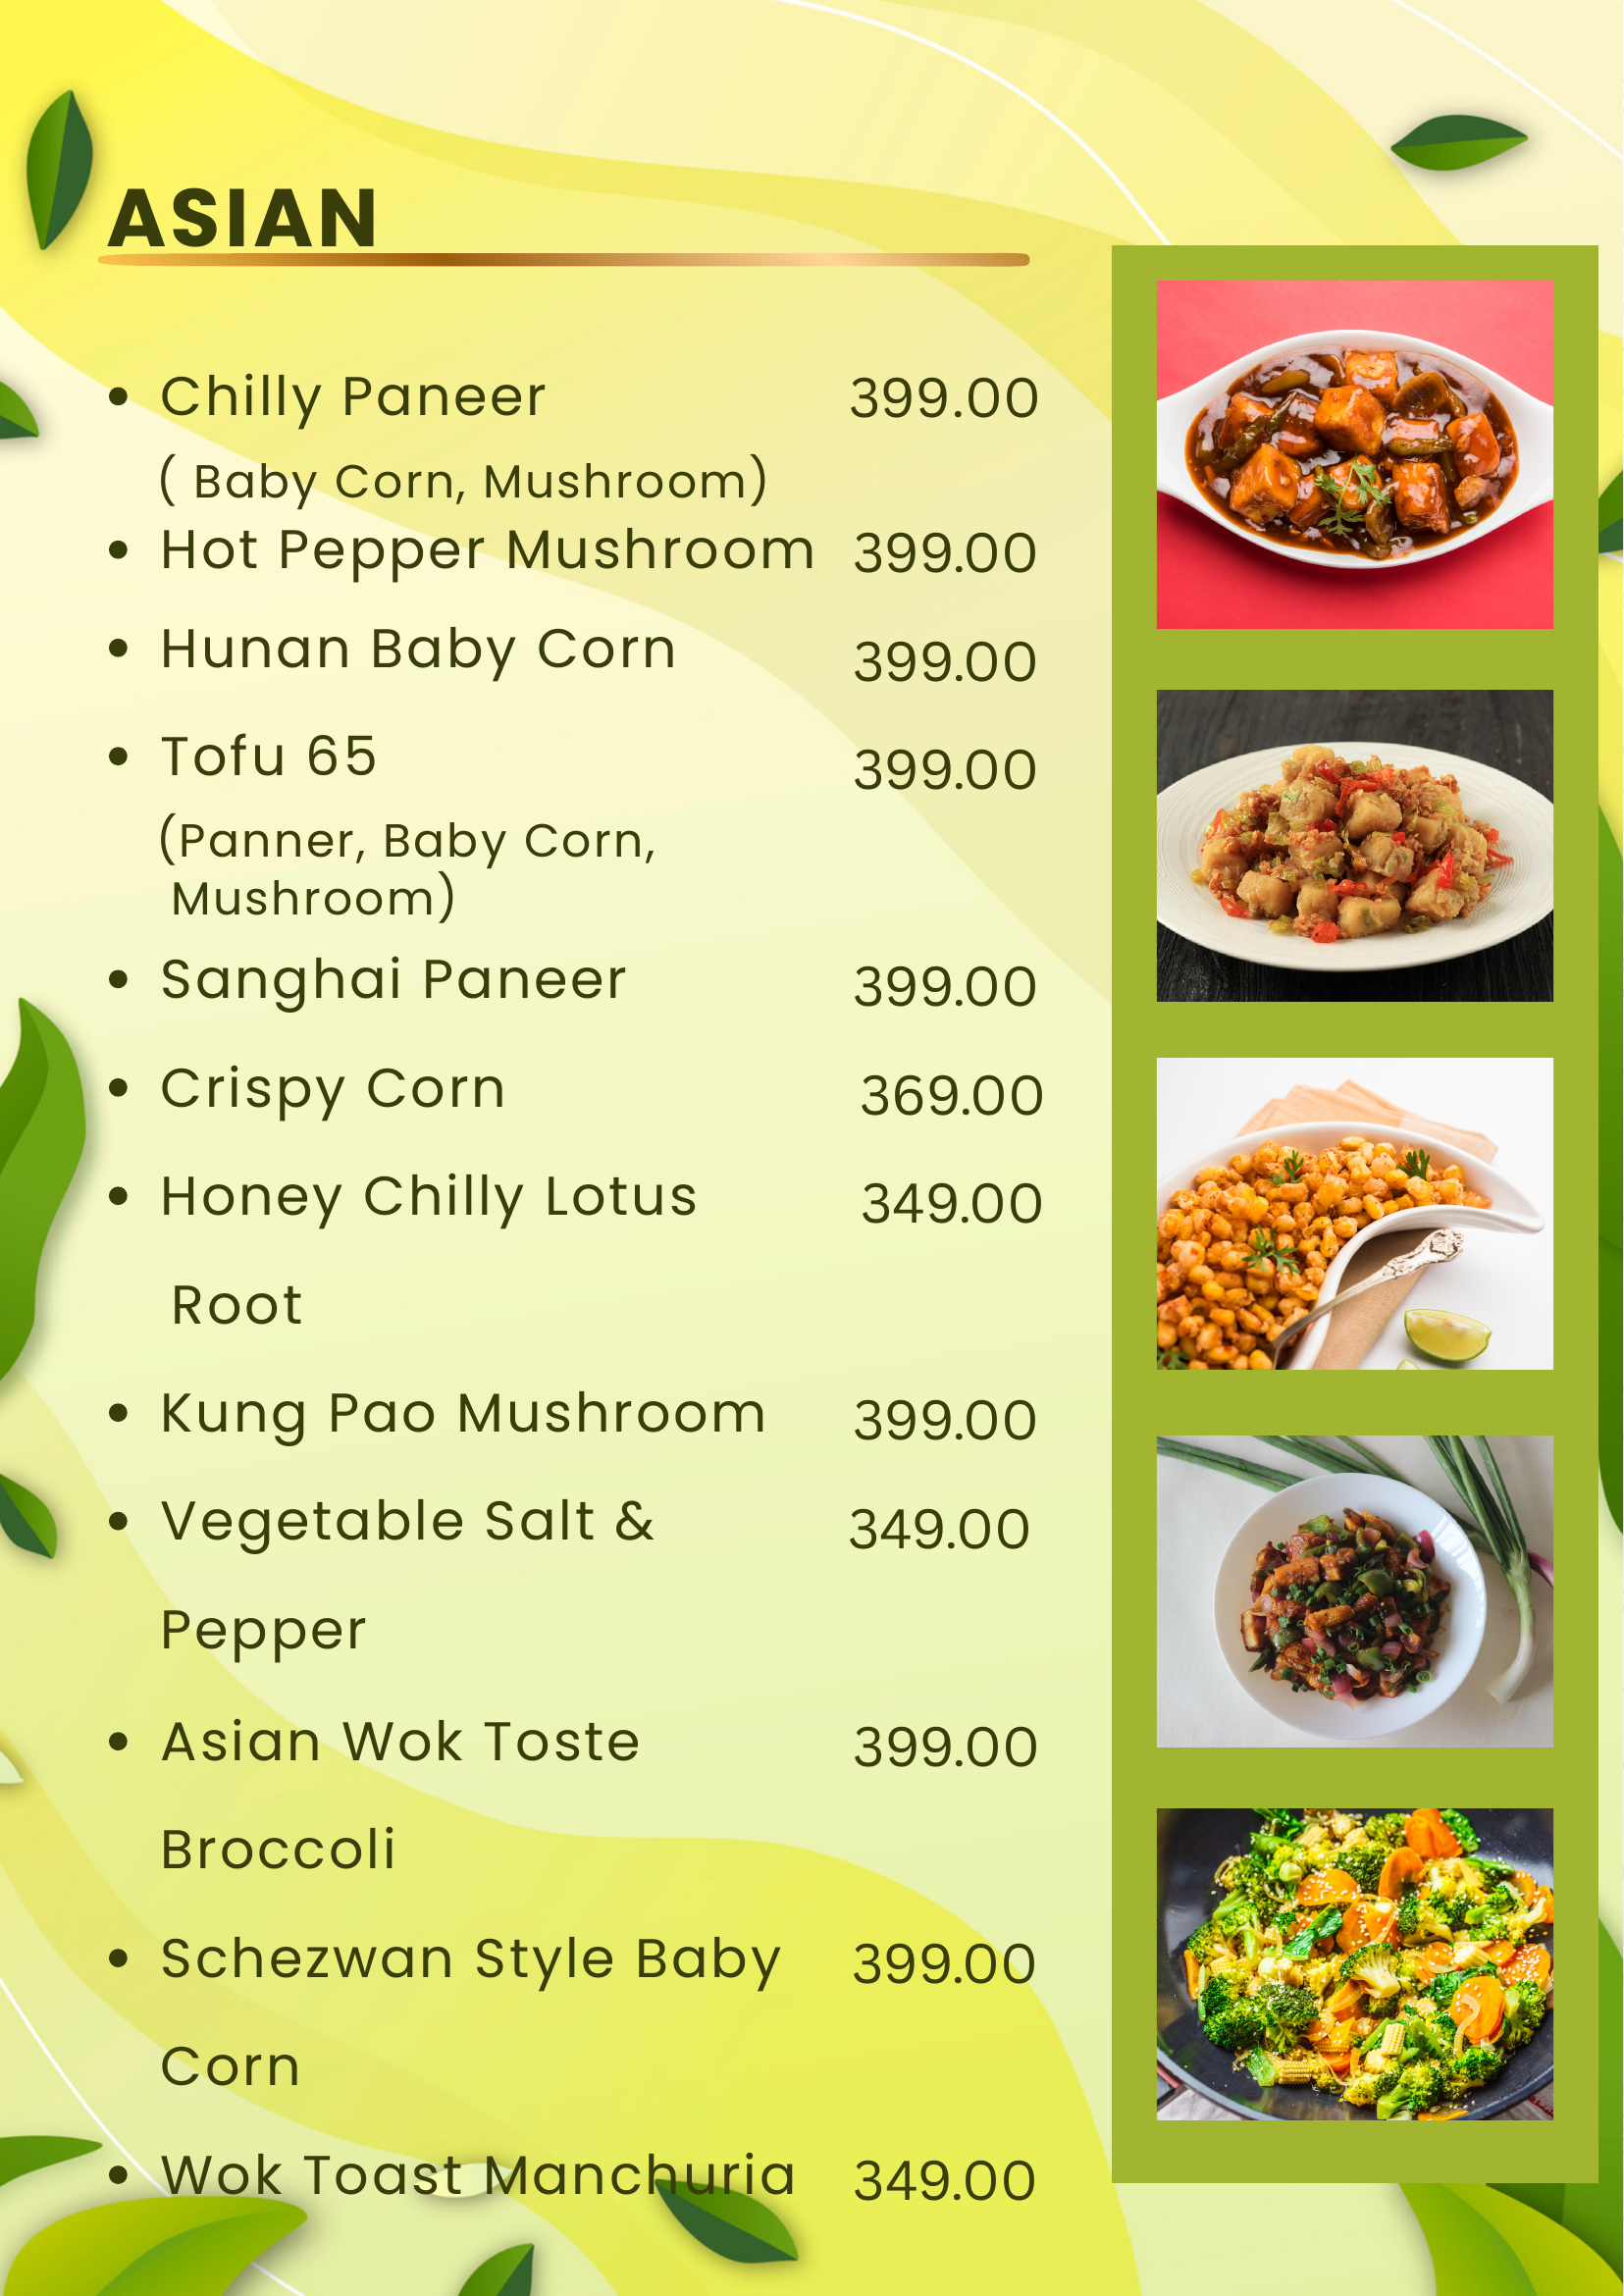 ASIAN
• Chilly Paneer 399.00
( Baby Corn, Mushroom)
• Hot Pepper Mushroom 399.00
• Hunan Baby Corn 399.00
• Tofu 65 399.00
(Panner, Baby Corn,
Mushroom)
• Sanghai Paneer 399.00
• Crispy Corn 369.00
• Honey Chilly Lotus 349.00
Root
• Kung Pao Mushroom 399.00
• Vegetable Salt & 349.00
Pepper
• Asian Wok Toste 399.00
Broccoli
• Schezwan Style Baby 399.00
Corn
• Wok Toast Manchuria 349.00